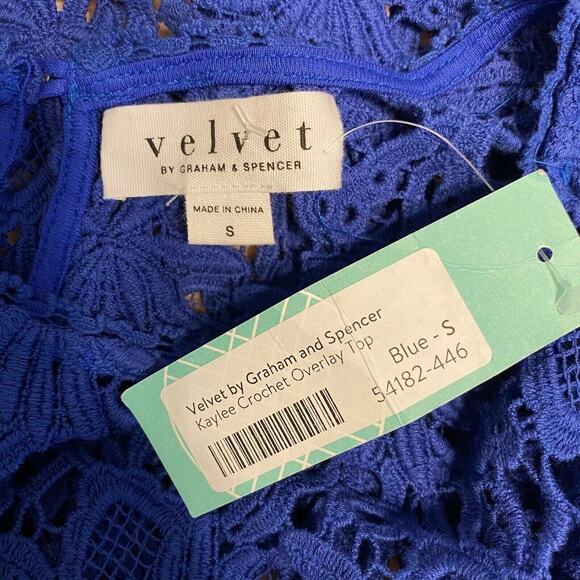 velvet
BY GRAHAM & SPENCER
MADE IN CHINA
S
Velvet by Graham and Spencer
Kaylee Crochet Overlay Top
Blue - S
54182-446